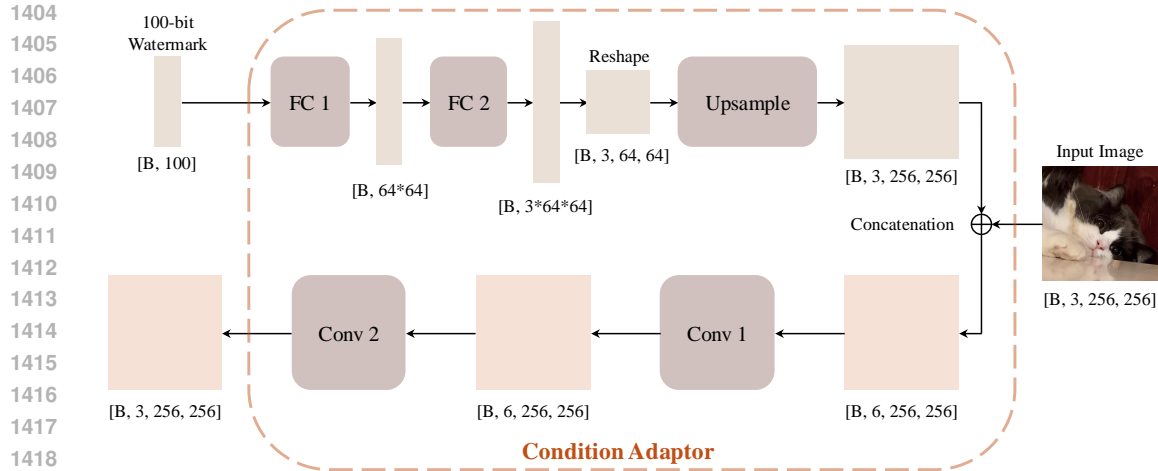 1404
1405
1406
1407
1408
1409
1410
1411
1412
1413
1414
1415
1416
1417
1418
100-bit
Watermark
[B, 100]
FC 1
[B, 64*64]
FC 2
[B, 3*64*64]
Reshape
[B, 3, 64, 64]
Upsample
[B, 3, 256, 256]
Input Image
[B, 3, 256, 256]
Concatenation
[B, 6, 256, 256]
Conv 1
[B, 6, 256, 256]
Conv 2
[B, 3, 256, 256]
Condition Adaptor